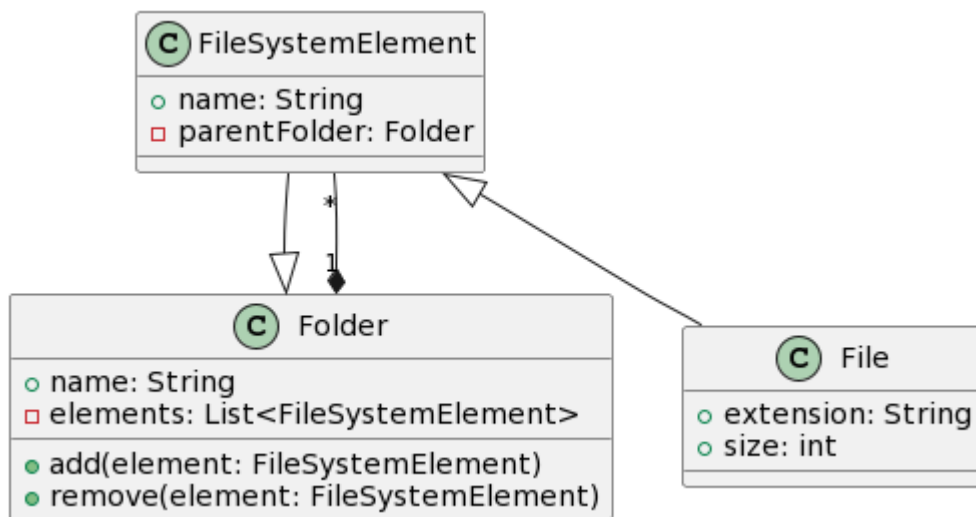 C FileSystemElement
name: String
parentFolder: Folder
*
1
C Folder
name: String
elements: List<FileSystemElement>
add(element: FileSystemElement)
remove(element: FileSystemElement)
C File
extension: String
size: int